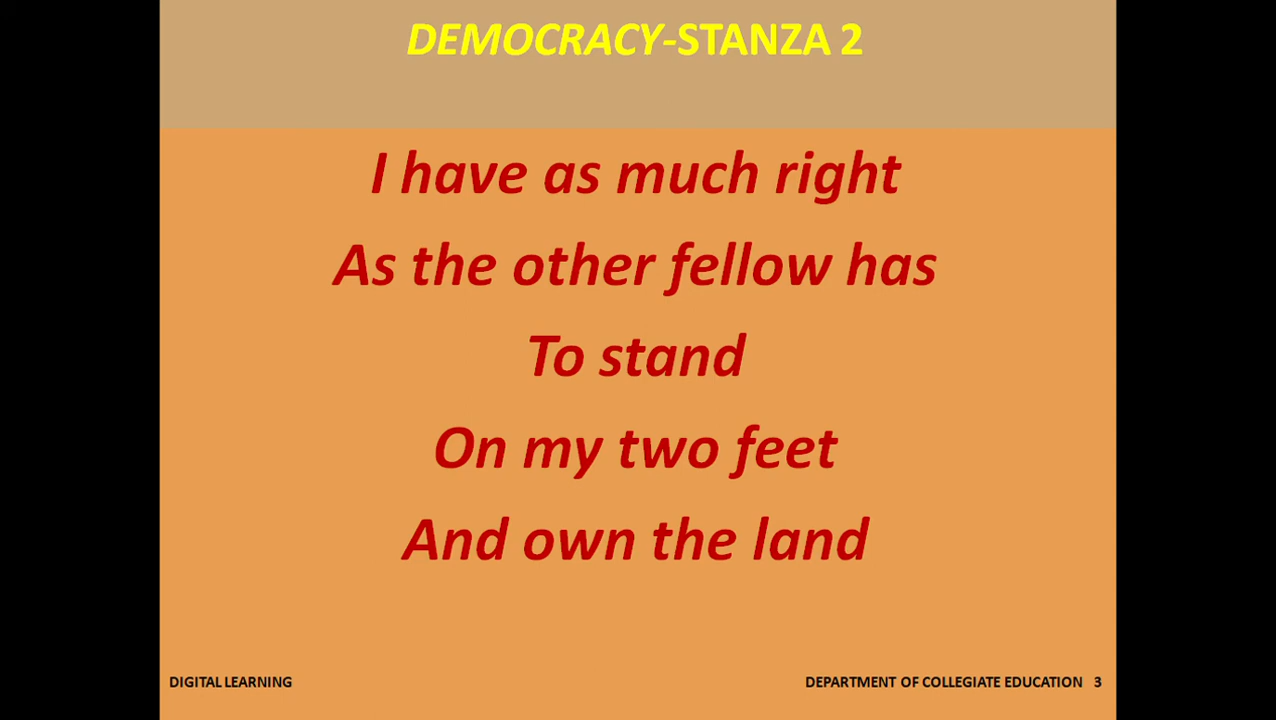 DEMOCRACY-STANZA 2
I have as much right
As the other fellow has
To stand
On my two feet
And own the land
DIGITAL LEARNING
DEPARTMENT OF COLLEGIATE EDUCATION 3